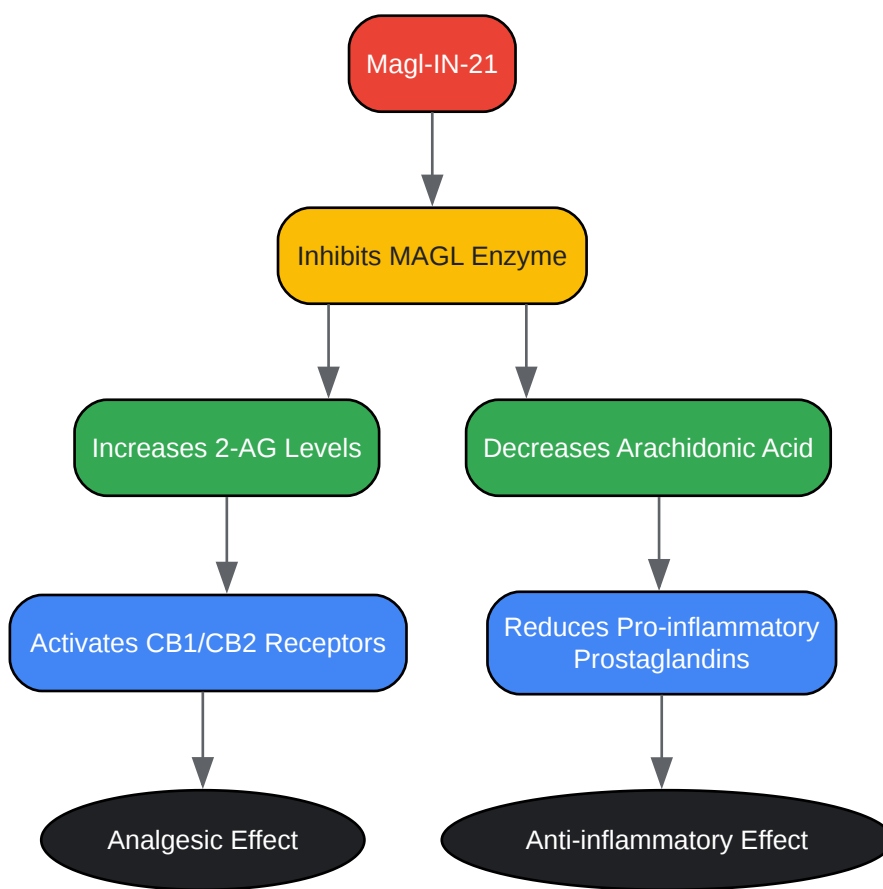 Magl-IN-21
Inhibits MAGL Enzyme
Increases 2-AG Levels
Decreases Arachidonic Acid
Activates CB1/CB2 Receptors
Reduces Pro-inflammatory
Prostaglandins
Analgesic Effect
Anti-inflammatory Effect